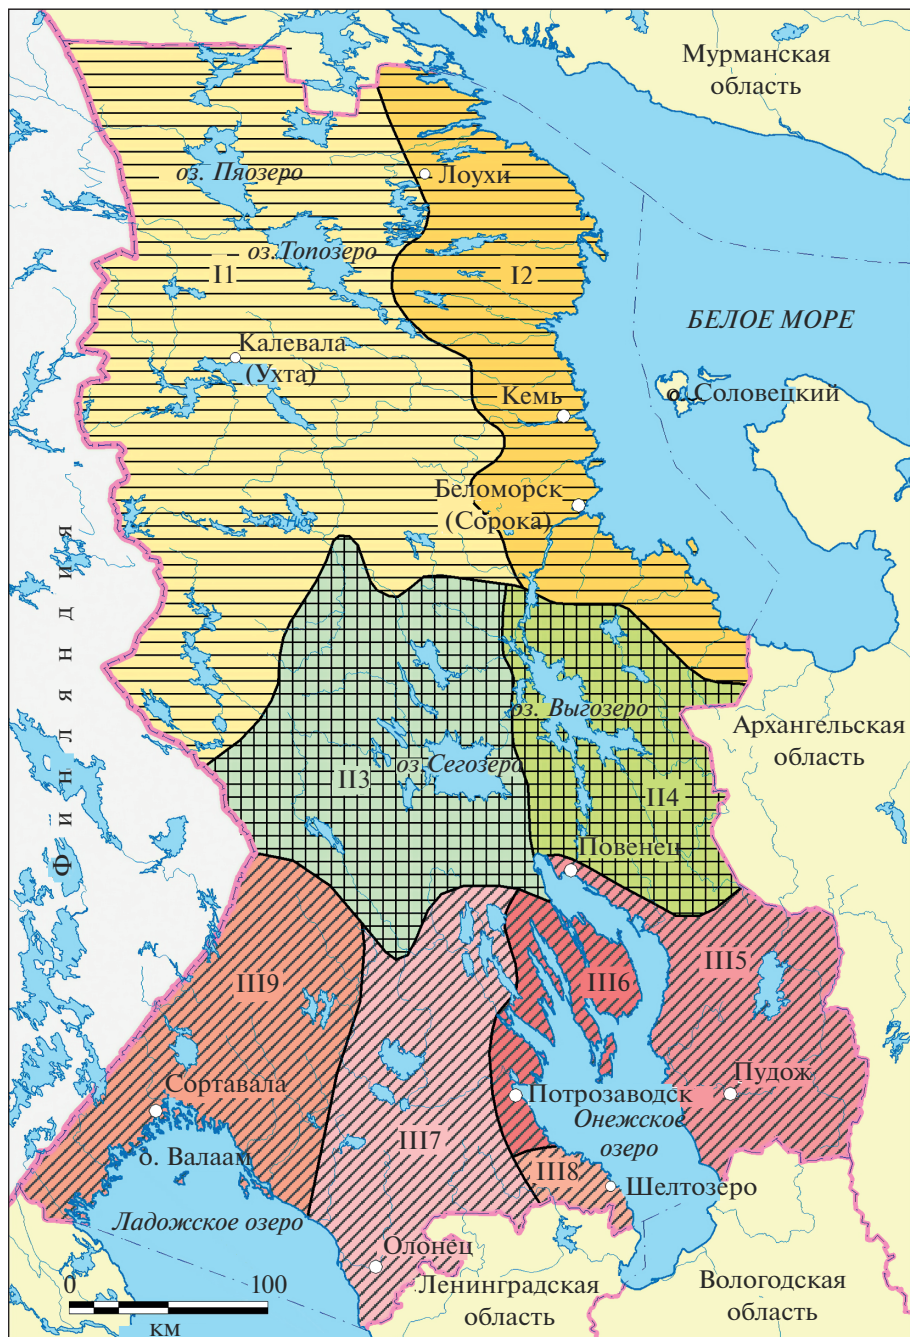 Мурманская
область
оз. Пяозеро
Лоухи
оз. Топозеро
I1
I2
БЕЛОЕ МОРЕ
Калевала
(Ухта)
о. Соловецкий
Кемь
Беломорск
(Сорока)
Финляндия
оз. Выгозеро
Архангельская
область
оз. Сегозеро
II3
II4
Повенец
III9
III6
III5
Сортавала
Потрозаводск
Пудож
Онежское
озеро
III7
о. Валаам
III8
Шелтозеро
Ладожское озеро
Олонец
0 100
км
Ленинградская
область
Вологодская
область